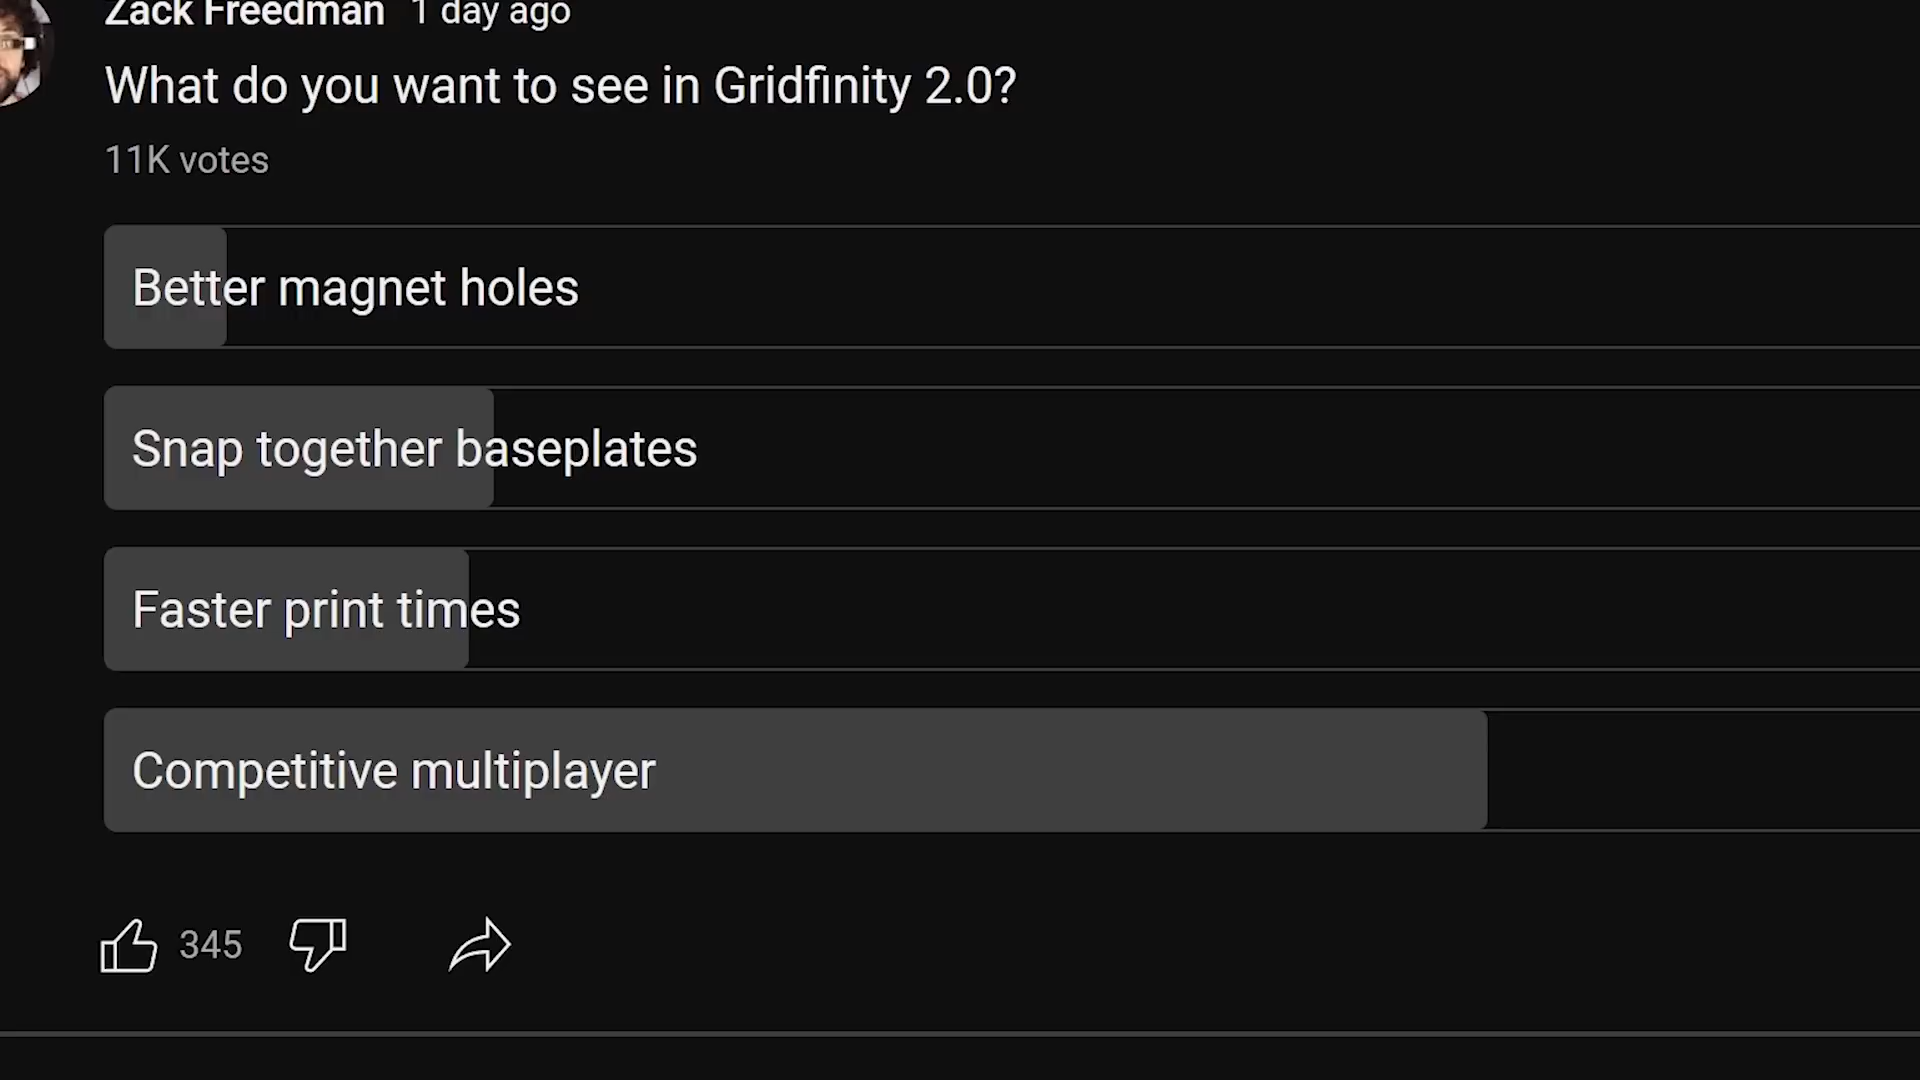 Zack Freedman 1 day ago
What do you want to see in Gridfinity 2.0?
11K votes
Better magnet holes
Snap together baseplates
Faster print times
Competitive multiplayer
345